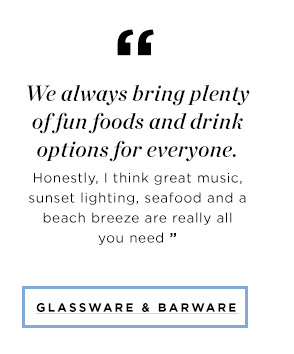 “
We always bring plenty
of fun foods and drink
options for everyone.
Honestly, I think great music,
sunset lighting, seafood and a
beach breeze are really all
you need ”
GLASSWARE & BARWARE